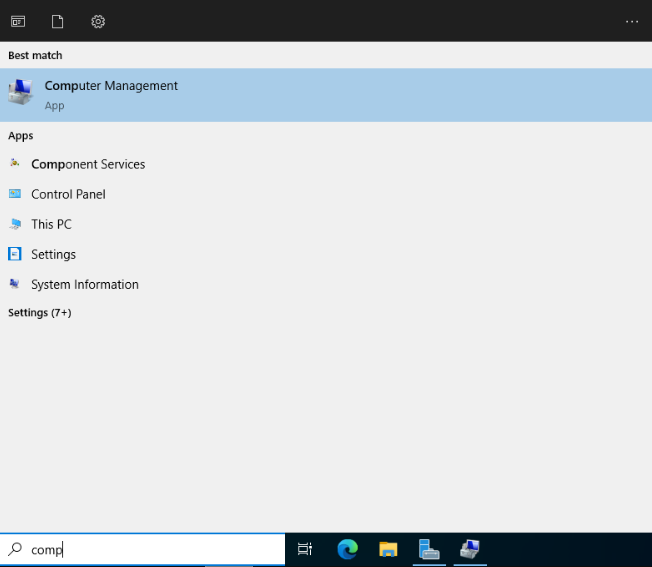 Best match
Computer Management
App
Apps
Component Services
Control Panel
This PC
Settings
System Information
Settings (7+)
comp